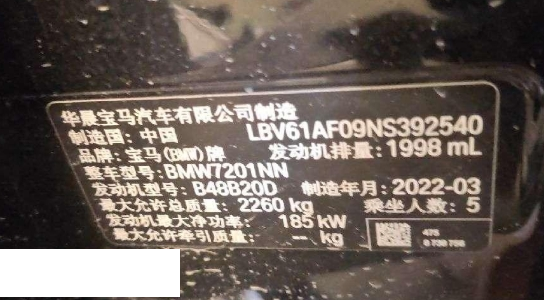 华晨宝马汽车有限公司制造
制造国：中国 LBV61AF09NS392540
品牌：宝马(BMW)牌 发动机排量：1998 mL
整车型号：BMW7201NN
发动机型号：B48B20D 制造年月：2022-03
最大允许总质量：2260 kg 乘坐人数：5
发动机最大净功率：185 kW
最大允许牵引质量：-- kg
475